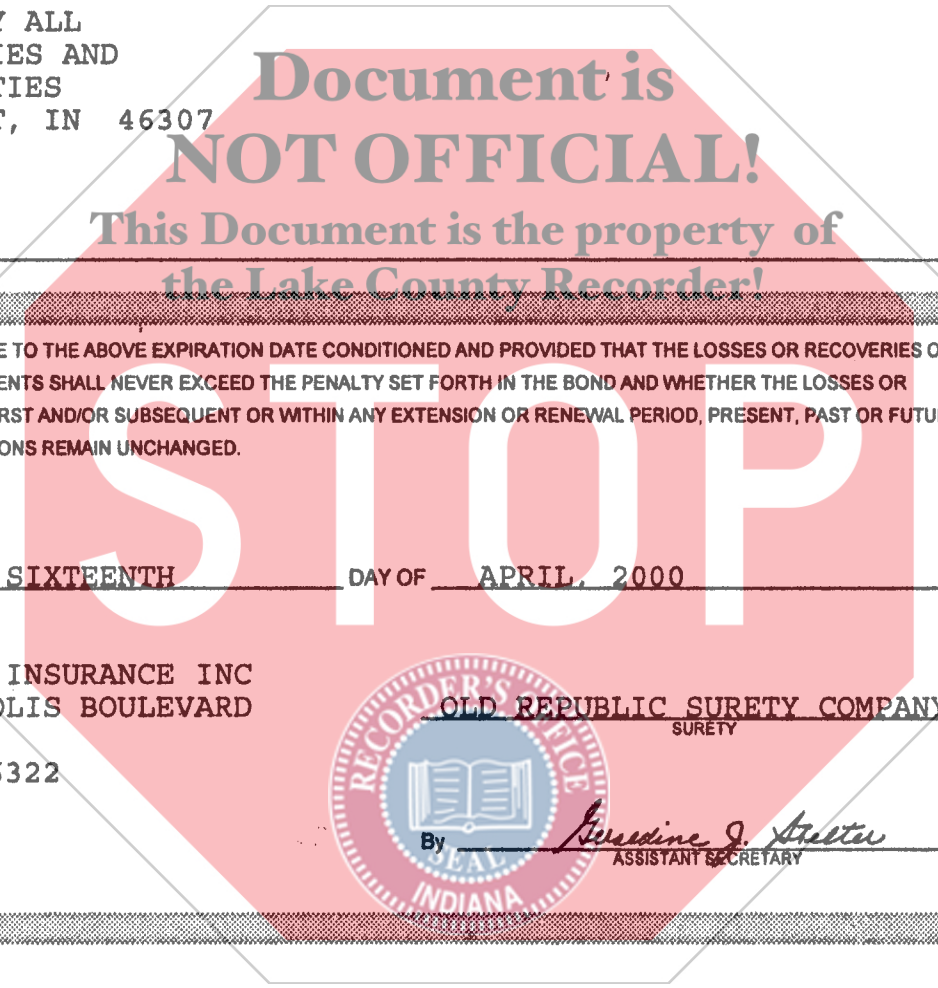 Y ALL
IES AND
TIES
T, IN 46307
Document is
NOT OFFICIAL!
This Document is the property of
the Lake County Recorder!
E TO THE ABOVE EXPIRATION DATE CONDITIONED AND PROVIDED THAT THE LOSSES OR RECOVERIES O
ENTS SHALL NEVER EXCEED THE PENALTY SET FORTH IN THE BOND AND WHETHER THE LOSSES OR
RST AND/OR SUBSEQUENT OR WITHIN ANY EXTENSION OR RENEWAL PERIOD, PRESENT, PAST OR FUTU
ONS REMAIN UNCHANGED.
STOP
SIXTEENTH DAY OF APRIL, 2000
INSURANCE INC
OLIS BOULEVARD
OLD REPUBLIC SURETY COMPANY
SURETY
6322
RECORDER'S OFFICE
SEAL
INDIANA
By Geraldine J. Stelter
ASSISTANT SECRETARY